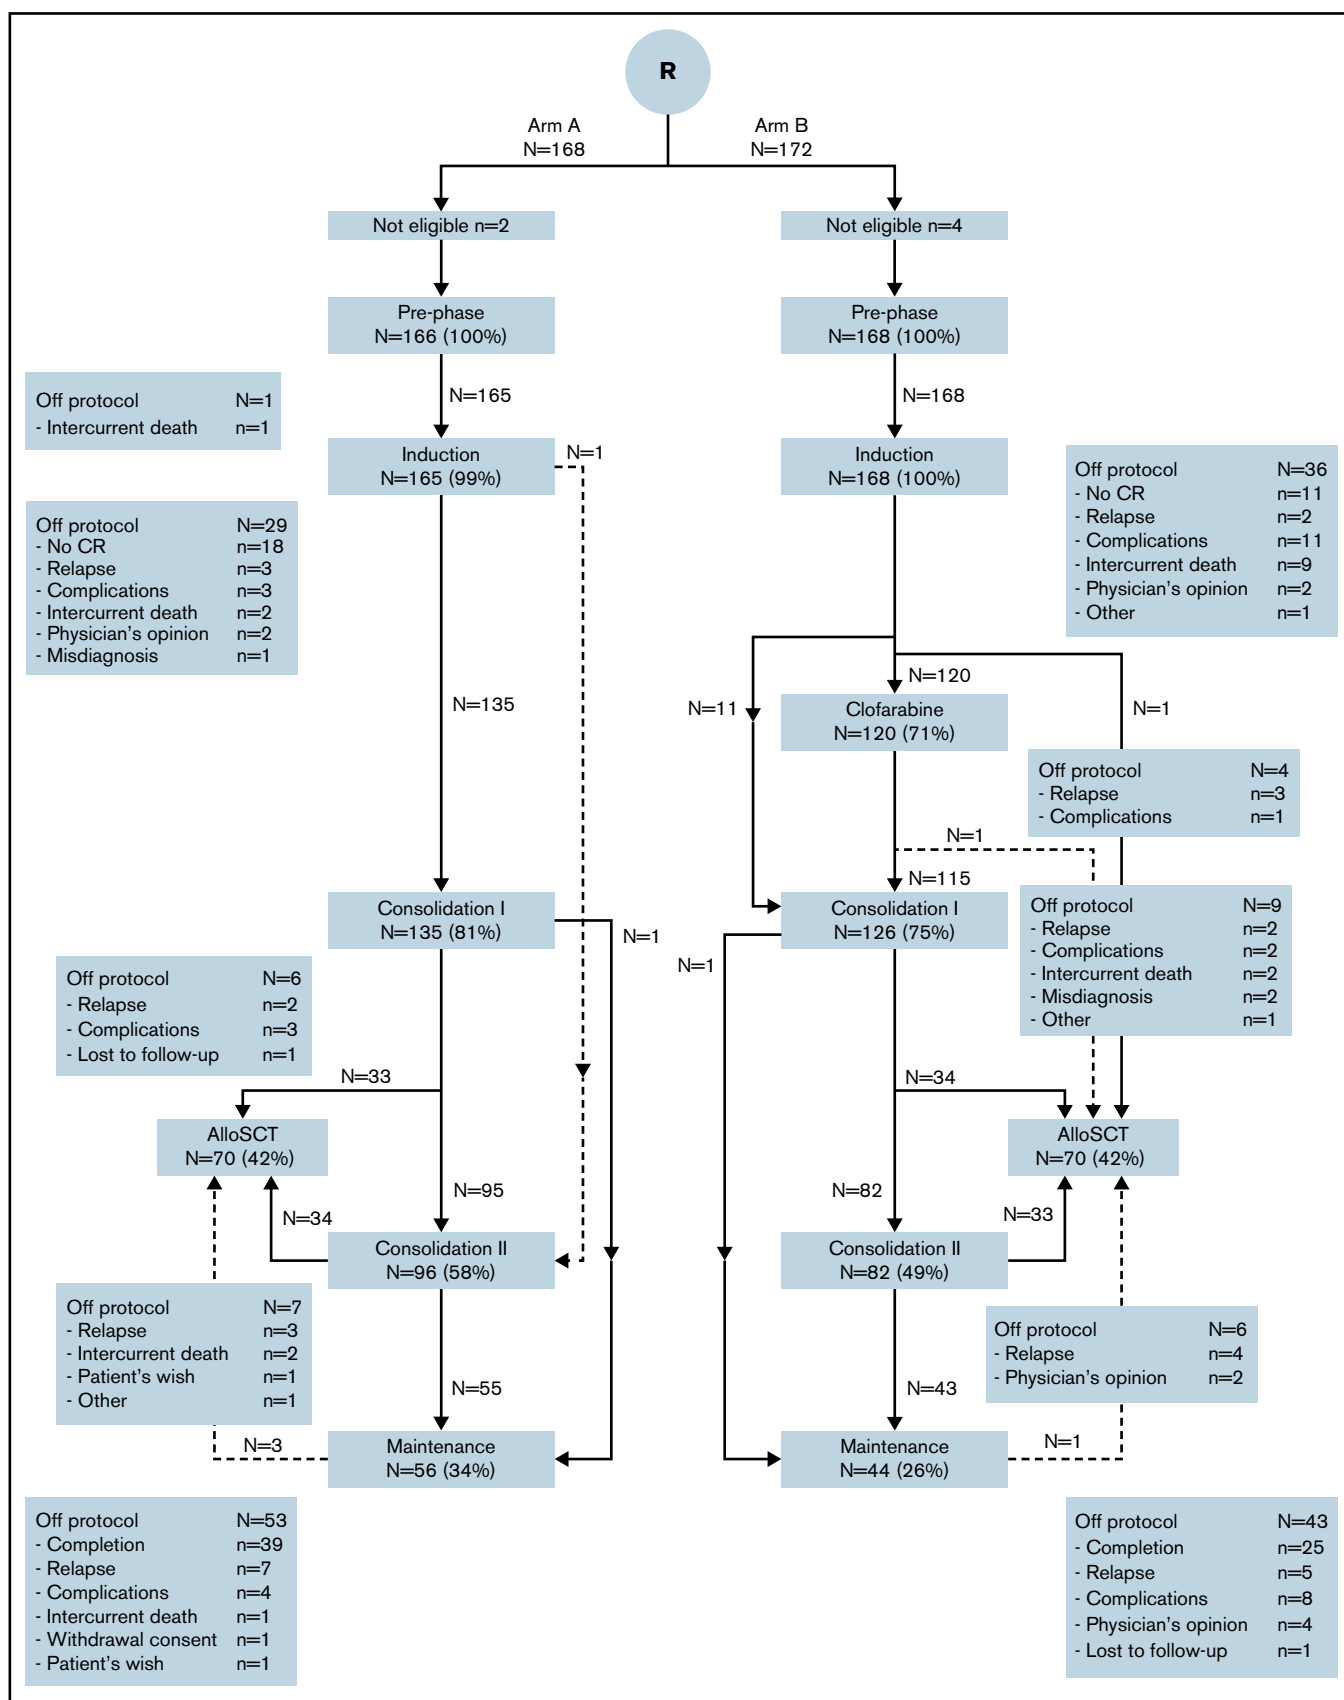 R
Arm A
N=168
Arm B
N=172
Not eligible n=2
Not eligible n=4
Pre-phase
N=166 (100%)
Pre-phase
N=168 (100%)
N=165
N=168
Off protocol N=1
- Intercurrent death n=1
Induction
N=165 (99%)
N=1
Induction
N=168 (100%)
Off protocol N=36
- No CR n=11
- Relapse n=2
- Complications n=11
- Intercurrent death n=9
- Physician's opinion n=2
- Other n=1
Off protocol N=29
- No CR n=18
- Relapse n=3
- Complications n=3
- Intercurrent death n=2
- Physician's opinion n=2
- Misdiagnosis n=1
N=135
N=11
N=120
N=1
Clofarabine
N=120 (71%)
Off protocol N=4
- Relapse n=3
- Complications n=1
N=1
N=115
Consolidation I
N=135 (81%)
N=1
Consolidation I
N=126 (75%)
N=1
Off protocol N=9
- Relapse n=2
- Complications n=2
- Intercurrent death n=2
- Misdiagnosis n=2
- Other n=1
Off protocol N=6
- Relapse n=2
- Complications n=3
- Lost to follow-up n=1
N=33
N=34
AlloSCT
N=70 (42%)
AlloSCT
N=70 (42%)
N=95
N=82
N=34
N=33
Consolidation II
N=96 (58%)
Consolidation II
N=82 (49%)
Off protocol N=7
- Relapse n=3
- Intercurrent death n=2
- Patient's wish n=1
- Other n=1
Off protocol N=6
- Relapse n=4
- Physician's opinion n=2
N=55
N=43
N=3
Maintenance
N=56 (34%)
Maintenance
N=44 (26%)
N=1
Off protocol N=53
- Completion n=39
- Relapse n=7
- Complications n=4
- Intercurrent death n=1
- Withdrawal consent n=1
- Patient's wish n=1
Off protocol N=43
- Completion n=25
- Relapse n=5
- Complications n=8
- Physician's opinion n=4
- Lost to follow-up n=1